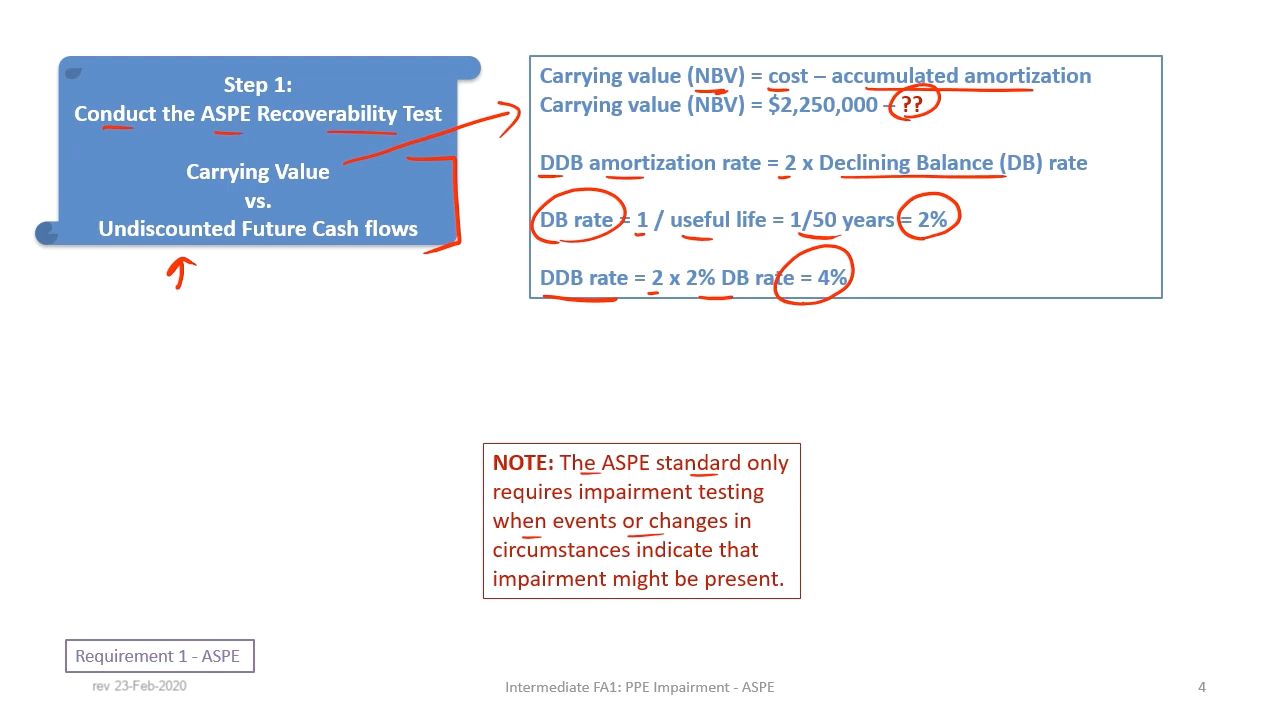 Step 1:
Conduct the ASPE Recoverability Test
Carrying Value
vs.
Undiscounted Future Cash flows
Carrying value (NBV) = cost – accumulated amortization
Carrying value (NBV) = $2,250,000 – ??
DDB amortization rate = 2 x Declining Balance (DB) rate
DB rate = 1 / useful life = 1/50 years = 2%
DDB rate = 2 x 2% DB rate = 4%
NOTE: The ASPE standard only
requires impairment testing
when events or changes in
circumstances indicate that
impairment might be present.
Requirement 1 - ASPE
rev 23-Feb-2020
Intermediate FA1: PPE Impairment - ASPE
4